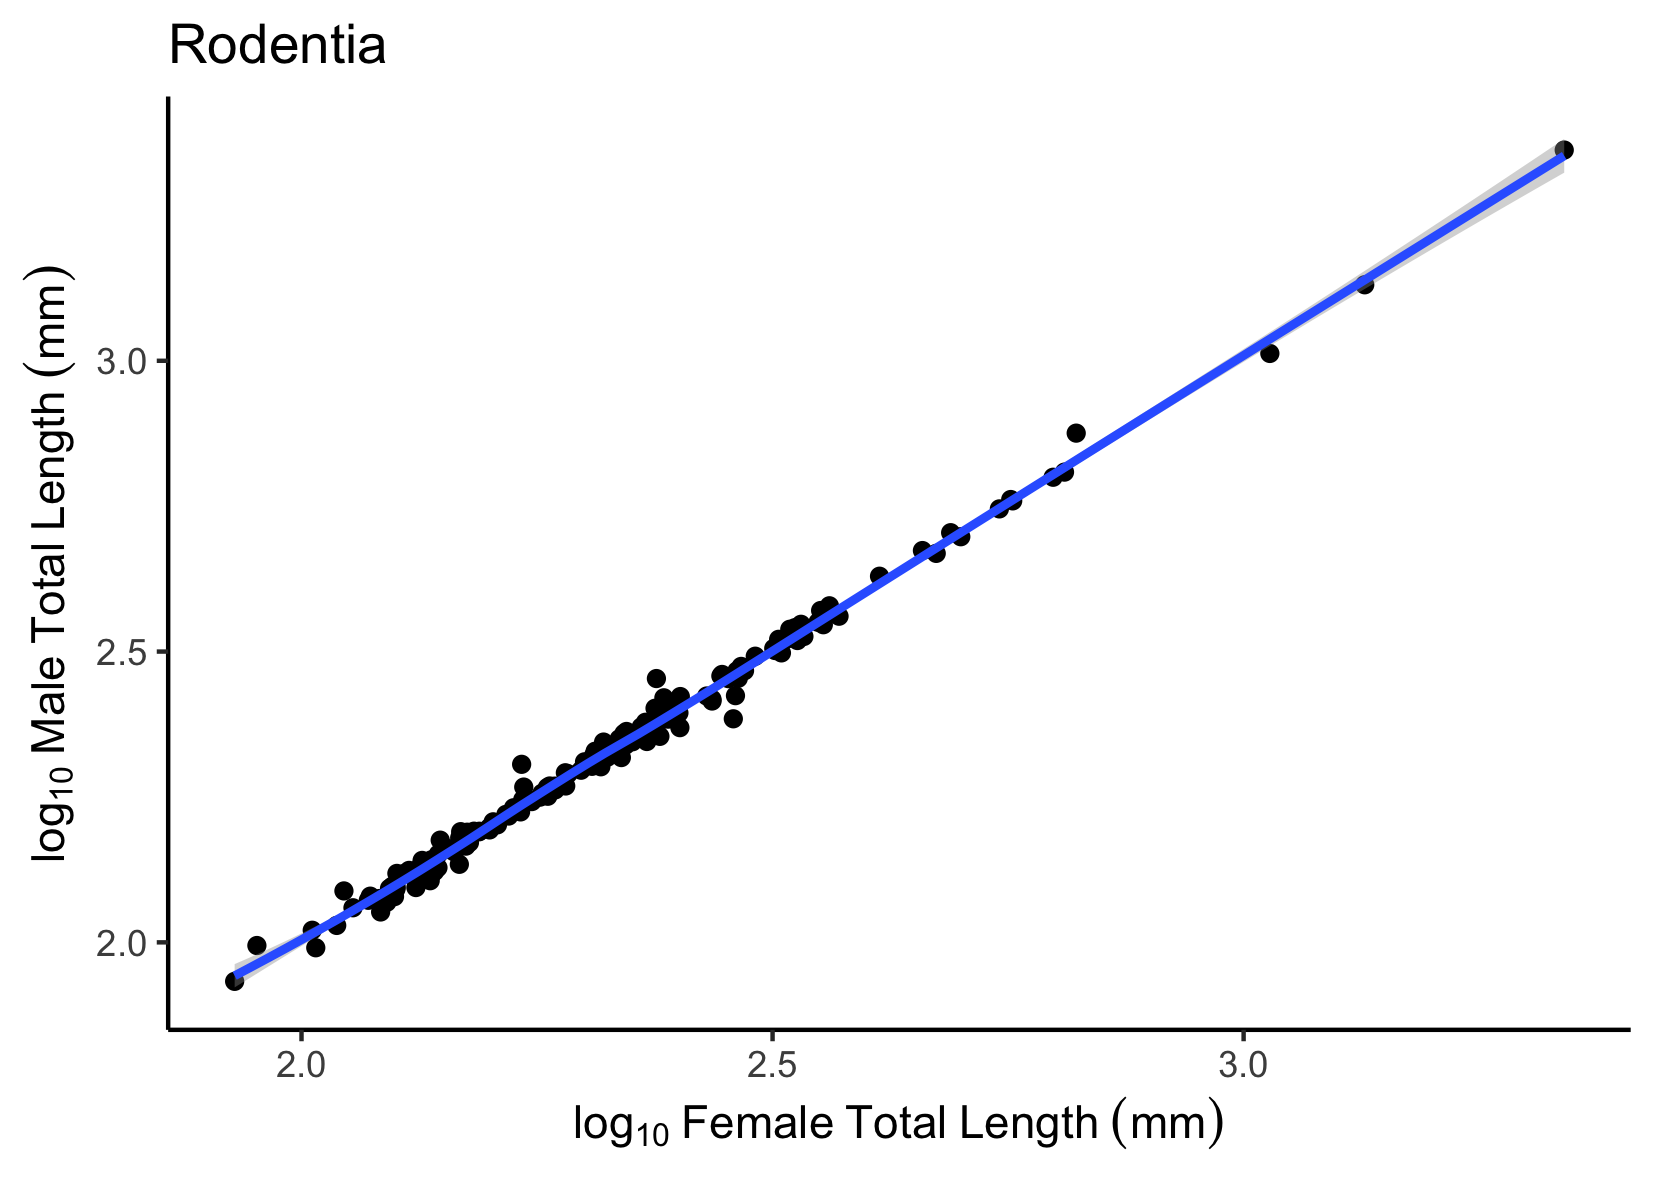 Rodentia
log10 Male Total Length (mm)
3.0
2.5
2.0
2.0 2.5 3.0
log10 Female Total Length (mm)